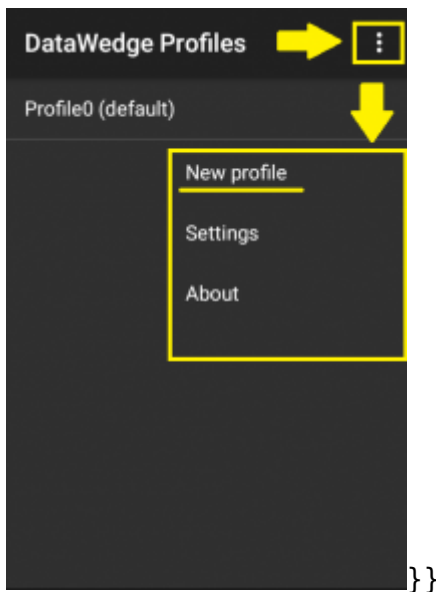 DataWedge Profiles
Profile0 (default)
New profile
Settings
About
}}